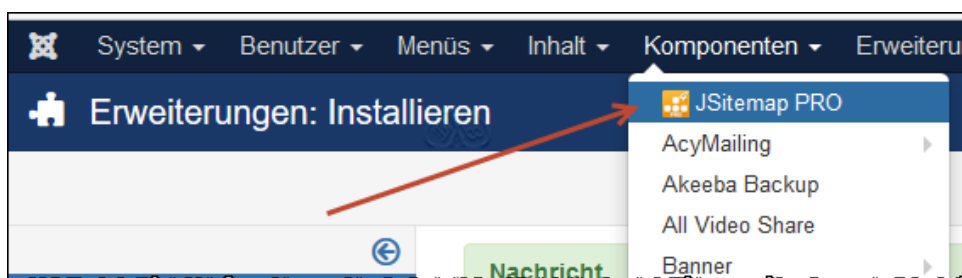 System Benutzer Menüs Inhalt Komponenten Erweiteru
Erweiterungen: Installieren
JSitemap PRO
AcyMailing
Akeeba Backup
All Video Share
Banner
Nachricht